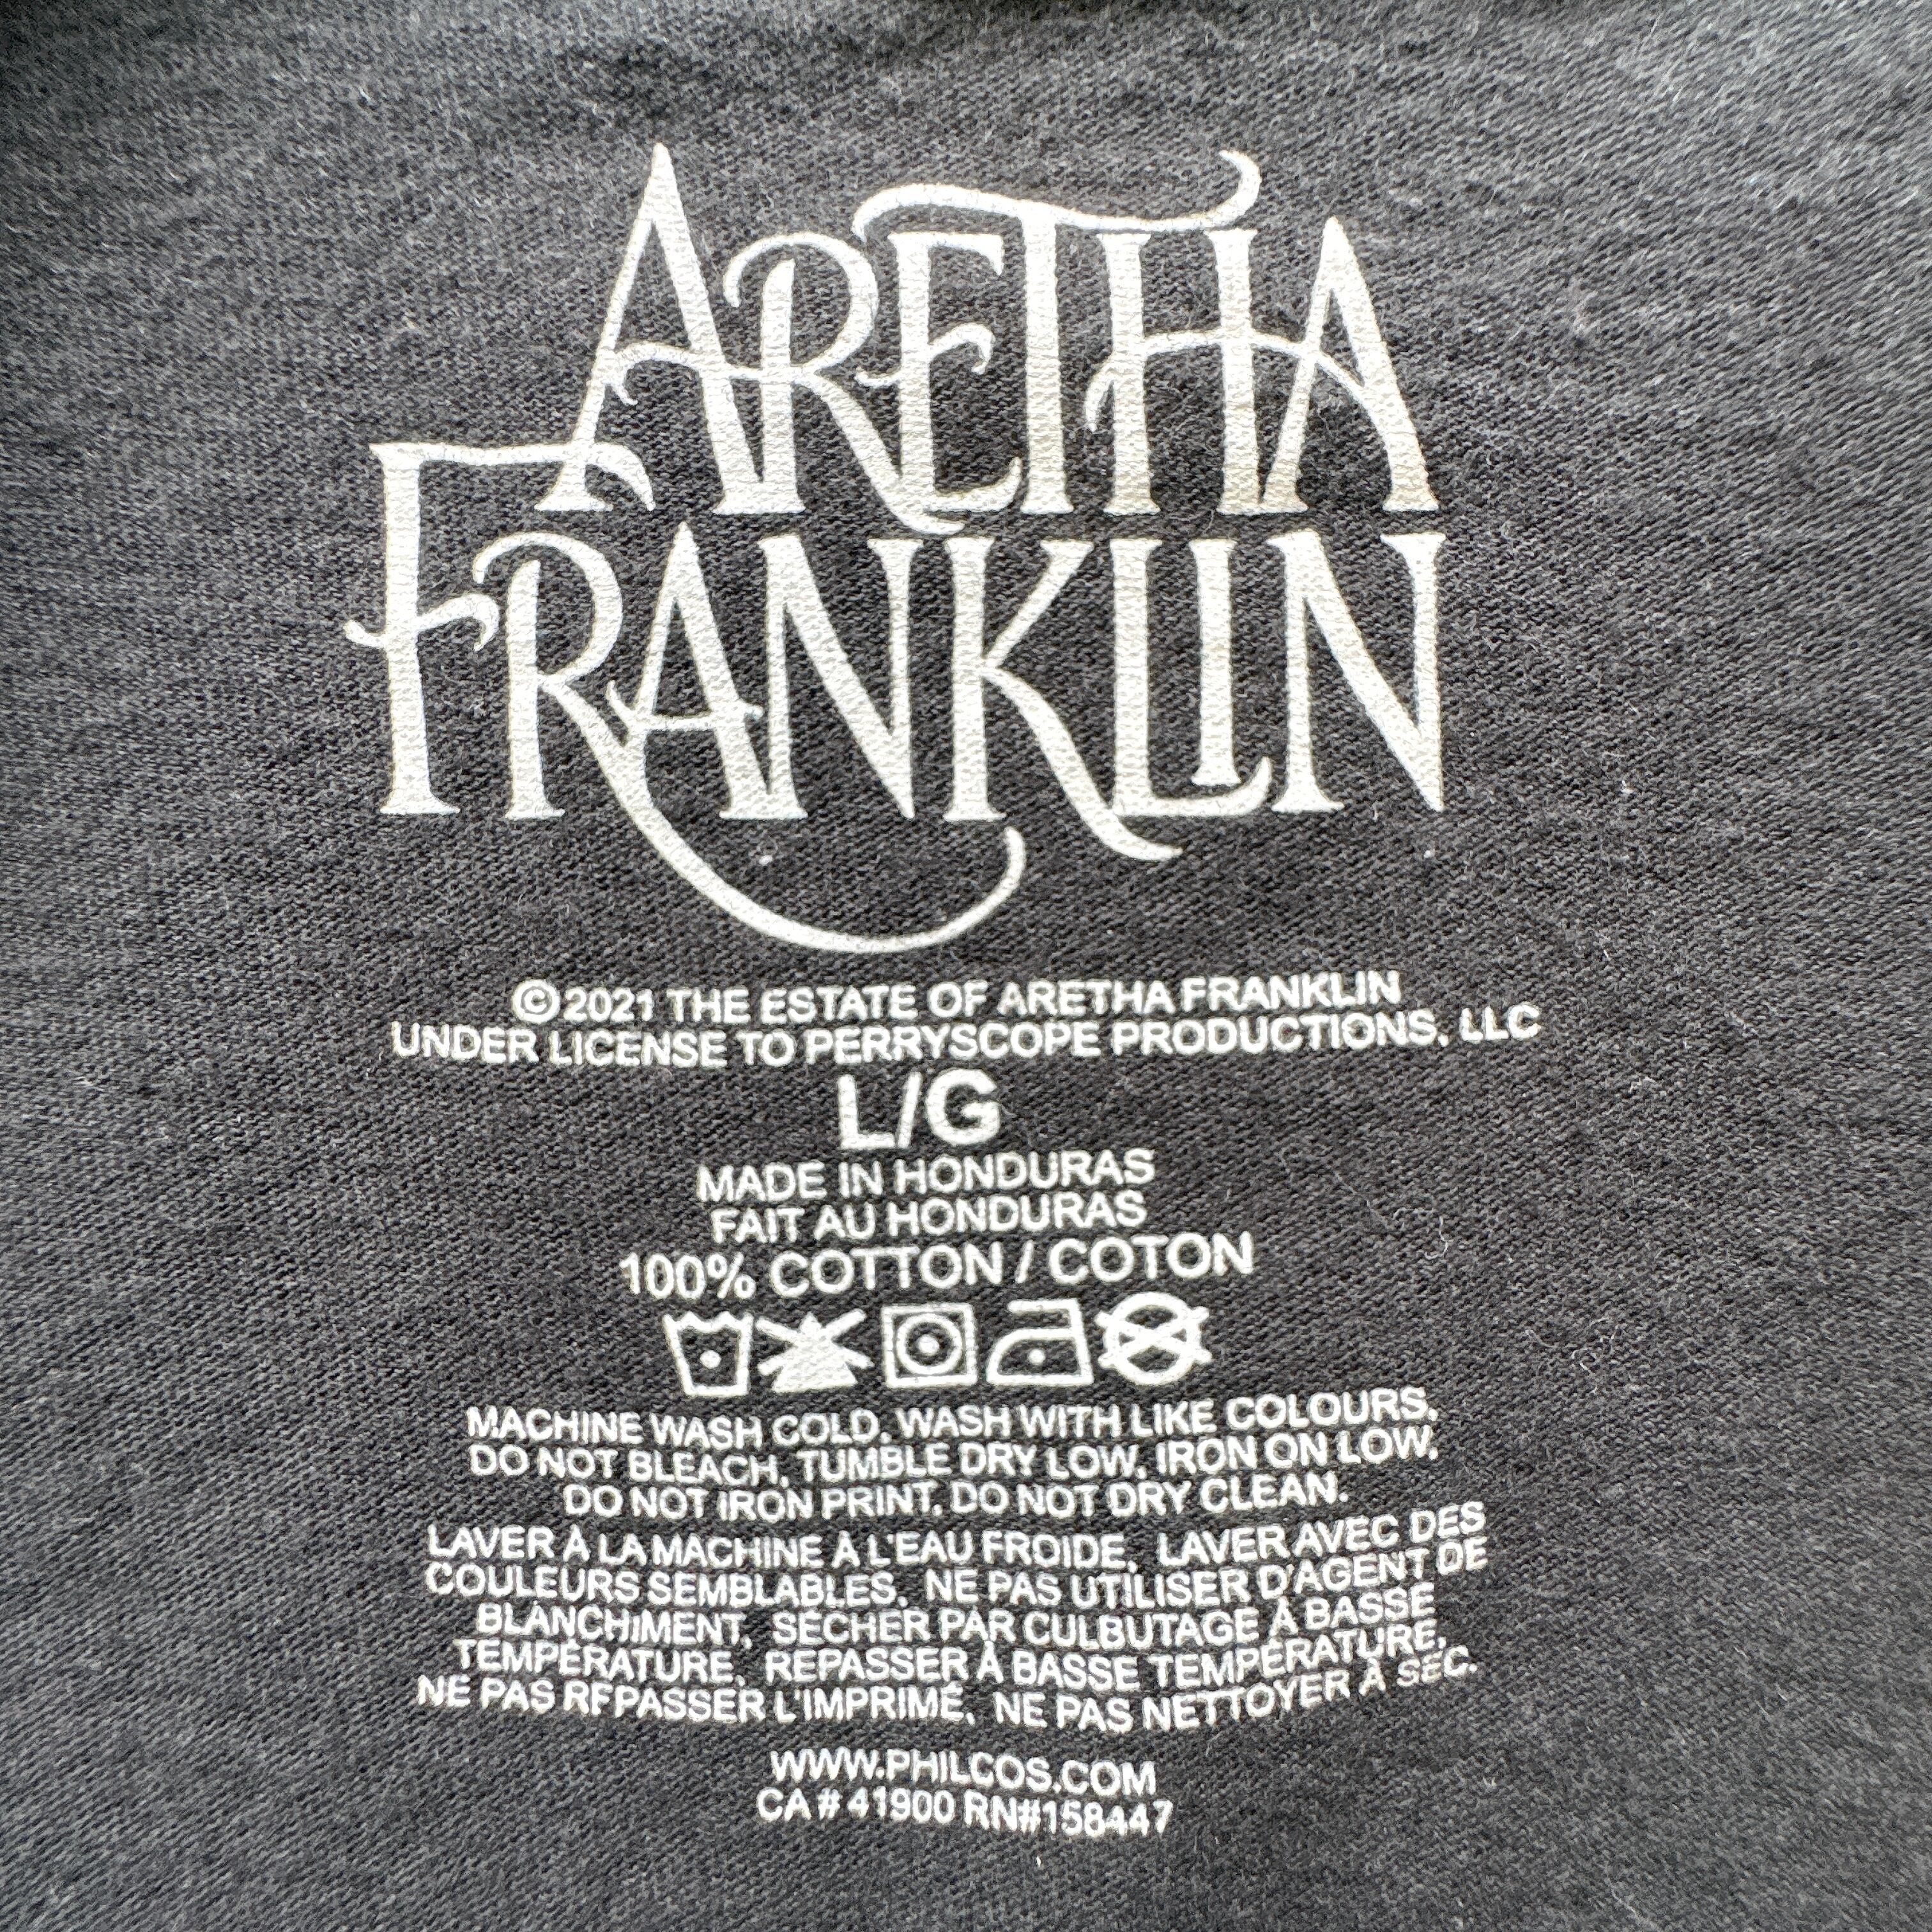 ARETHA
FRANKLIN
©2021 THE ESTATE OF ARETHA FRANKLIN
UNDER LICENSE TO PERRYSCOPE PRODUCTIONS, LLC
L/G
MADE IN HONDURAS
FAIT AU HONDURAS
100% COTTON / COTON
MACHINE WASH COLD. WASH WITH LIKE COLOURS.
DO NOT BLEACH. TUMBLE DRY LOW. IRON ON LOW.
DO NOT IRON PRINT. DO NOT DRY CLEAN.
LAVER À LA MACHINE À L'EAU FROIDE. LAVER AVEC DES
COULEURS SEMBLABLES. NE PAS UTILISER D'AGENT DE
BLANCHIMENT. SÉCHER PAR CULBUTAGE À BASSE
TEMPÉRATURE. REPASSER À BASSE TEMPÉRATURE.
NE PAS REPASSER L'IMPRIMÉ. NE PAS NETTOYER À SEC.
WWW.PHILCOS.COM
CA # 41900 RN#158447